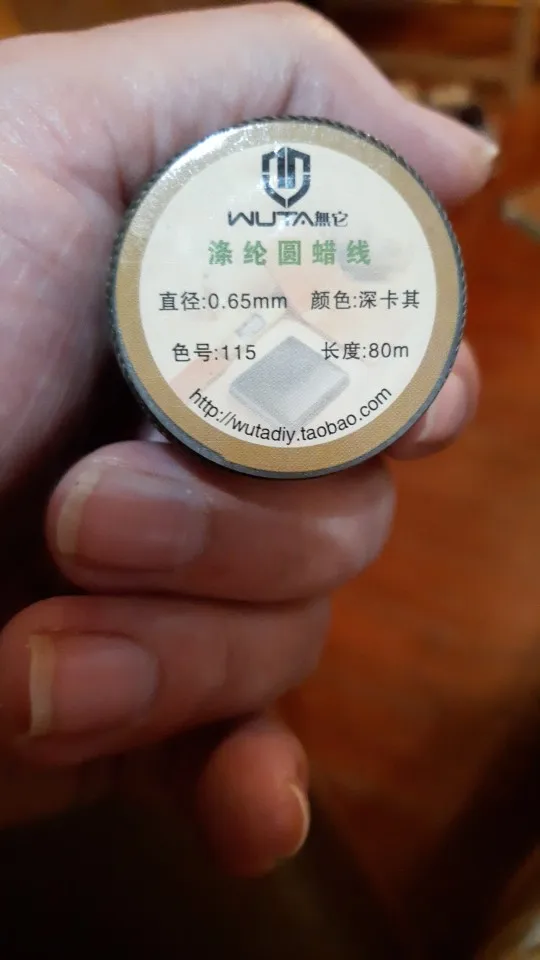 WUTA無它
涤纶圆蜡线
直径:0.65mm 颜色:深卡其
色号:115 长度:80m
http://wutadiy.taobao.com